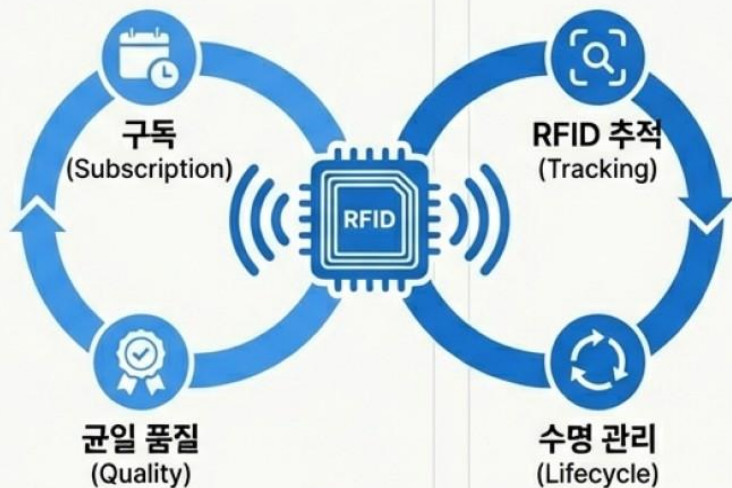 구독
(Subscription)
RFID 추적
(Tracking)
RFID
균일 품질
(Quality)
수명 관리
(Lifecycle)